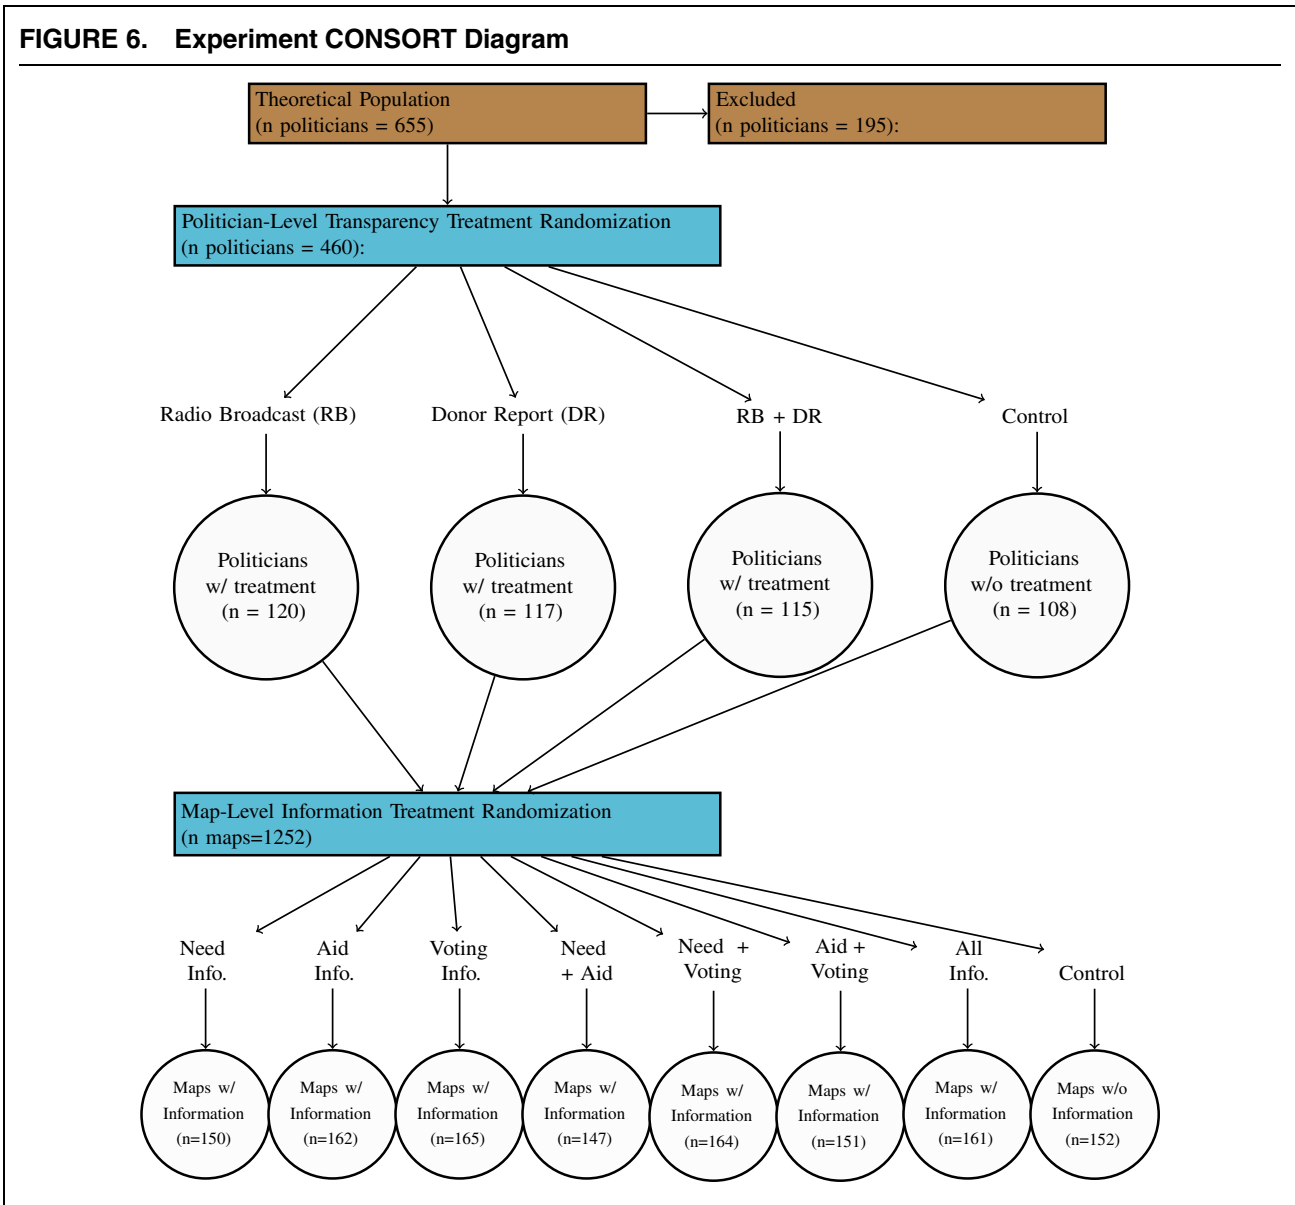 FIGURE 6. Experiment CONSORT Diagram
Theoretical Population
(n politicians = 655)
Excluded
(n politicians = 195):
Politician-Level Transparency Treatment Randomization
(n politicians = 460):
Radio Broadcast (RB)
Donor Report (DR)
RB + DR
Control
Politicians
w/ treatment
(n = 120)
Politicians
w/ treatment
(n = 117)
Politicians
w/ treatment
(n = 115)
Politicians
w/o treatment
(n = 108)
Map-Level Information Treatment Randomization
(n maps=1252)
Need
Info.
Aid
Info.
Voting
Info.
Need
+ Aid
Need +
Voting
Aid +
Voting
All
Info.
Control
Maps w/
Information
(n=150)
Maps w/
Information
(n=162)
Maps w/
Information
(n=165)
Maps w/
Information
(n=147)
Maps w/
Information
(n=164)
Maps w/
Information
(n=151)
Maps w/
Information
(n=161)
Maps w/o
Information
(n=152)